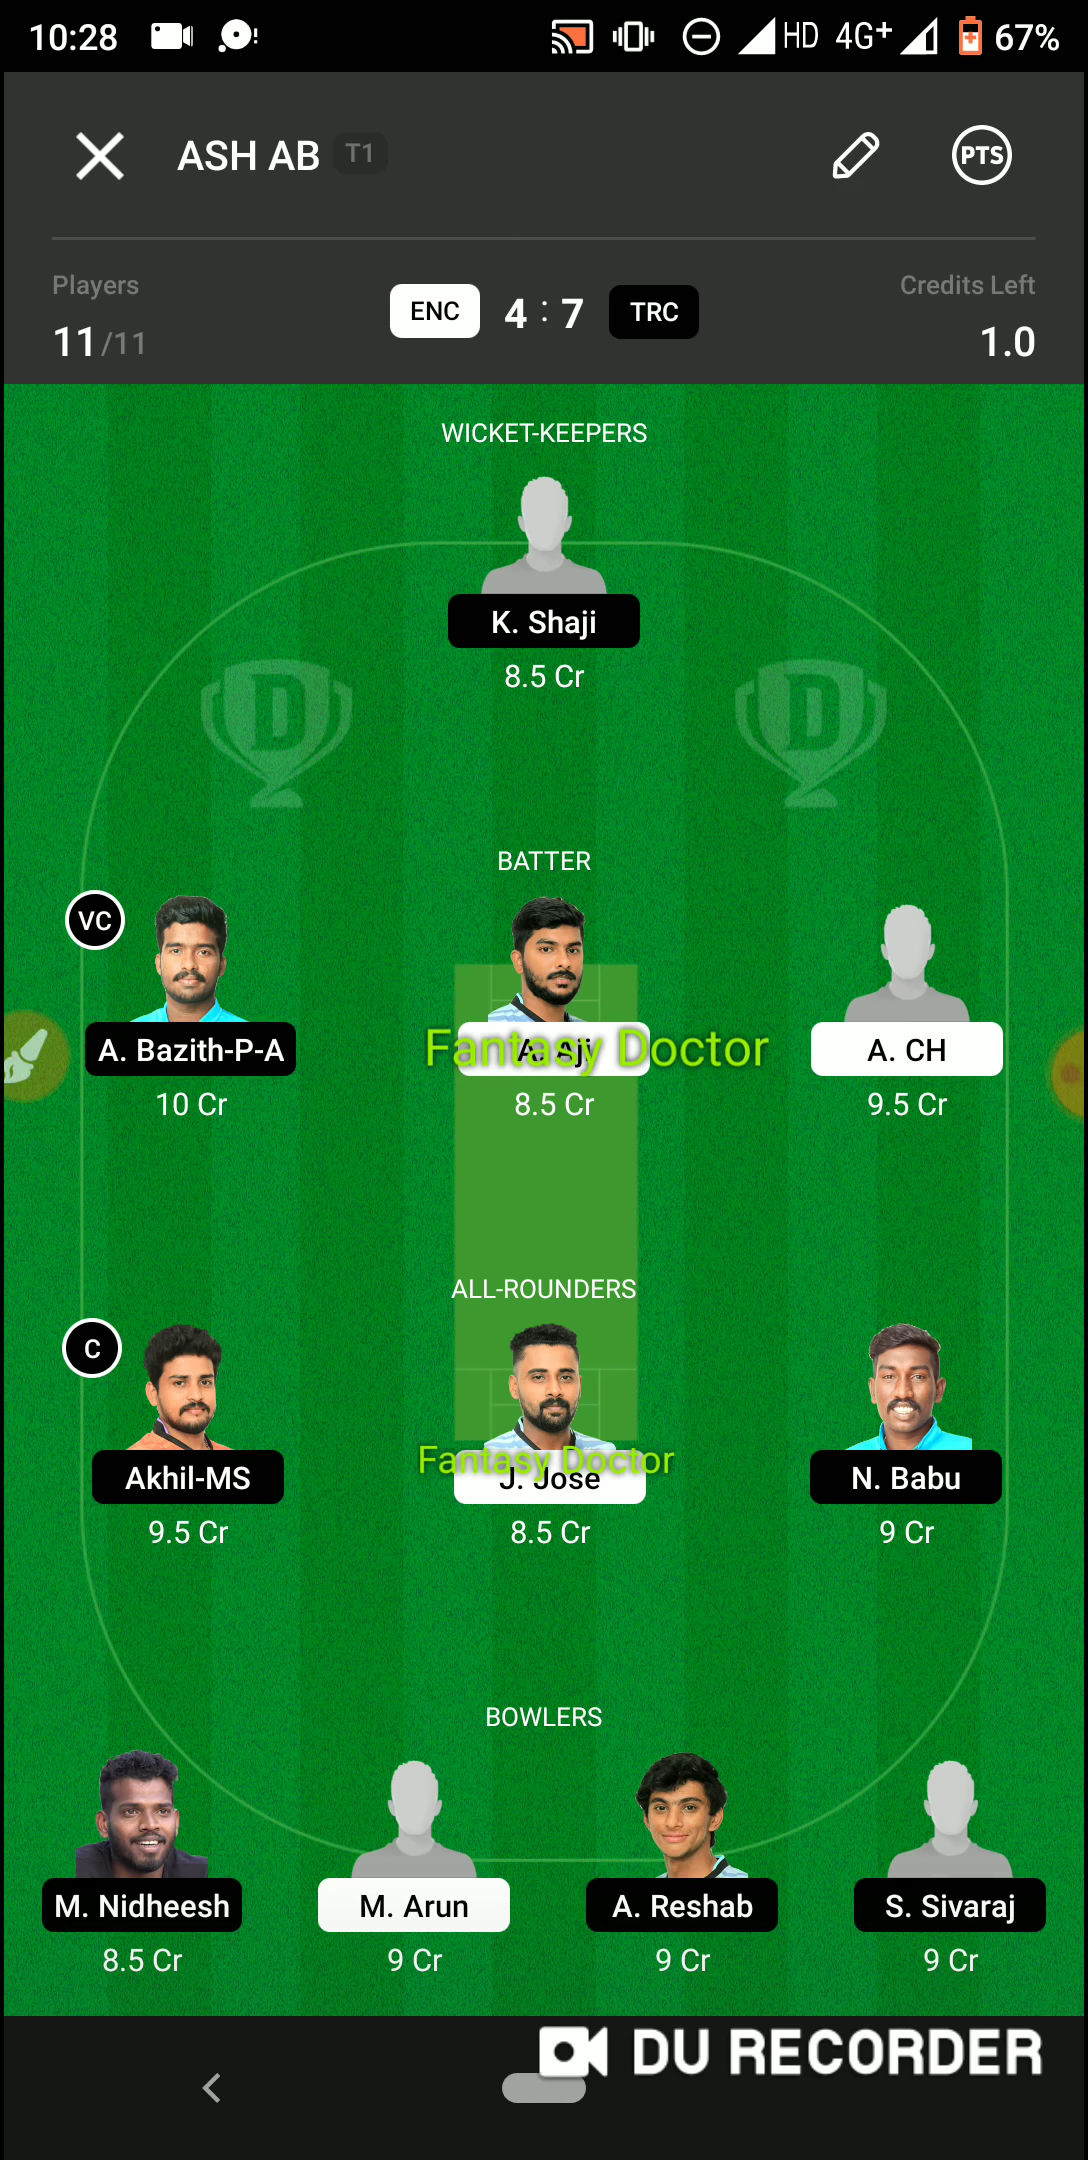 10:28 HD 4G+ 67%
ASH AB T1 PTS
Players Credits Left
ENC 4 : 7 TRC
11/11 1.0
WICKET-KEEPERS
K. Shaji
8.5 Cr
D D
BATTER
VC
A. Bazith-P-A A. Aji A. CH
Fantasy Doctor
10 Cr 8.5 Cr 9.5 Cr
ALL-ROUNDERS
C
Fantasy Doctor
Akhil-MS J. Jose N. Babu
9.5 Cr 8.5 Cr 9 Cr
BOWLERS
M. Nidheesh M. Arun A. Reshab S. Sivaraj
8.5 Cr 9 Cr 9 Cr 9 Cr
DU RECORDER